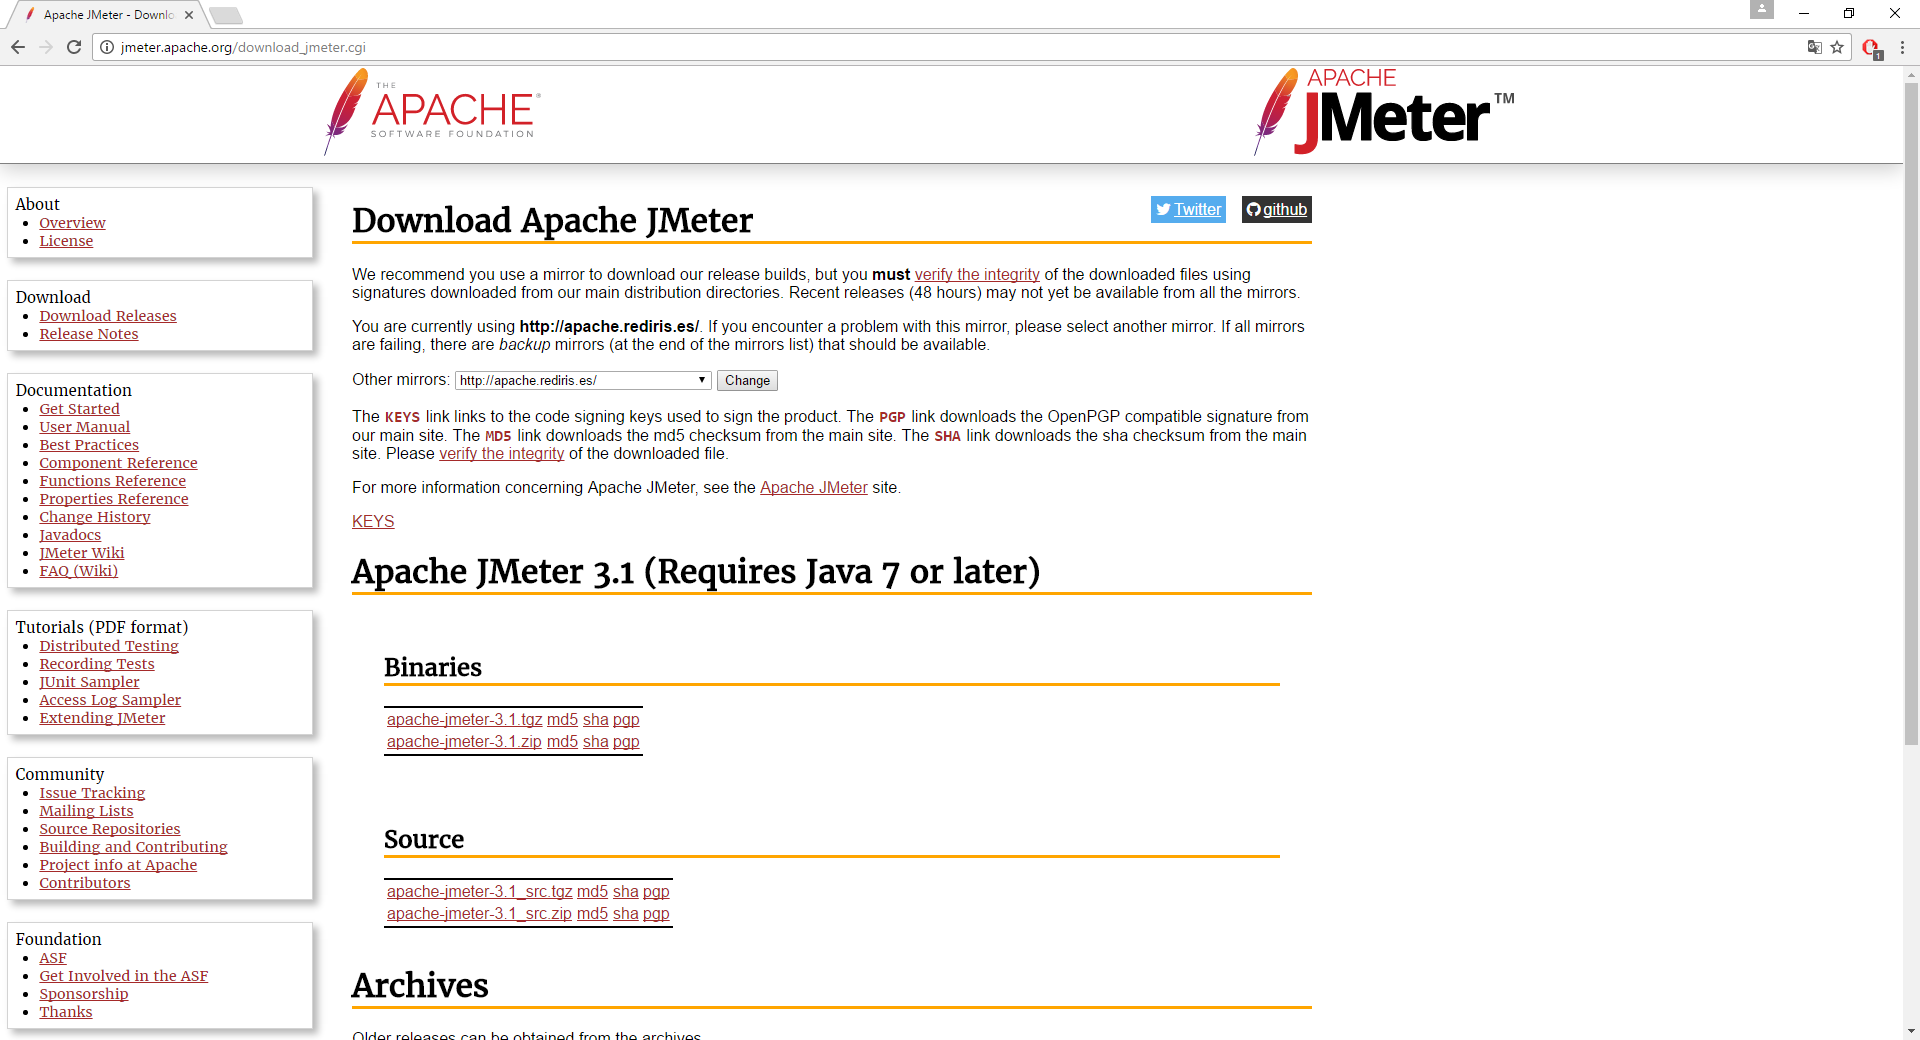 Apache JMeter - Downlo
jmeter.apache.org/download_jmeter.cgi
1
THE
APACHE®
SOFTWARE FOUNDATION
APACHE
JMeter™
About
Overview
License
Download
Download Releases
Release Notes
Documentation
Get Started
User Manual
Best Practices
Component Reference
Functions Reference
Properties Reference
Change History
Javadocs
JMeter Wiki
FAQ (Wiki)
Tutorials (PDF format)
Distributed Testing
Recording Tests
JUnit Sampler
Access Log Sampler
Extending JMeter
Community
Issue Tracking
Mailing Lists
Source Repositories
Building and Contributing
Project info at Apache
Contributors
Foundation
ASF
Get Involved in the ASF
Sponsorship
Thanks
Twitter
github
Download Apache JMeter
We recommend you use a mirror to download our release builds, but you must verify the integrity of the downloaded files using
signatures downloaded from our main distribution directories. Recent releases (48 hours) may not yet be available from all the mirrors.
You are currently using http://apache.rediris.es/. If you encounter a problem with this mirror, please select another mirror. If all mirrors
are failing, there are backup mirrors (at the end of the mirrors list) that should be available.
Other mirrors: http://apache.rediris.es/ Change
The KEYS link links to the code signing keys used to sign the product. The PGP link downloads the OpenPGP compatible signature from
our main site. The MD5 link downloads the md5 checksum from the main site. The SHA link downloads the sha checksum from the main
site. Please verify the integrity of the downloaded file.
For more information concerning Apache JMeter, see the Apache JMeter site.
KEYS
Apache JMeter 3.1 (Requires Java 7 or later)
Binaries
apache-jmeter-3.1.tgz md5 sha pgp
apache-jmeter-3.1.zip md5 sha pgp
Source
apache-jmeter-3.1_src.tgz md5 sha pgp
apache-jmeter-3.1_src.zip md5 sha pgp
Archives
Older releases can be obtained from the archives.